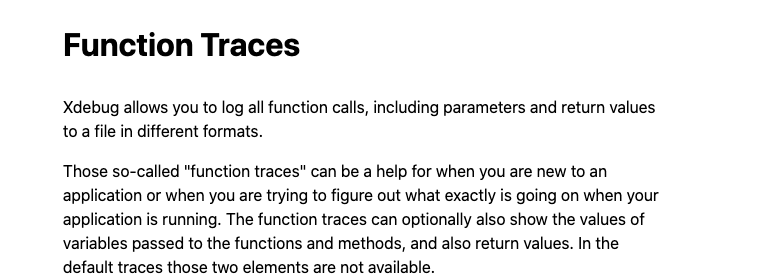 Function Traces
Xdebug allows you to log all function calls, including parameters and return values
to a file in different formats.
Those so-called "function traces" can be a help for when you are new to an
application or when you are trying to figure out what exactly is going on when your
application is running. The function traces can optionally also show the values of
variables passed to the functions and methods, and also return values. In the
default traces those two elements are not available.